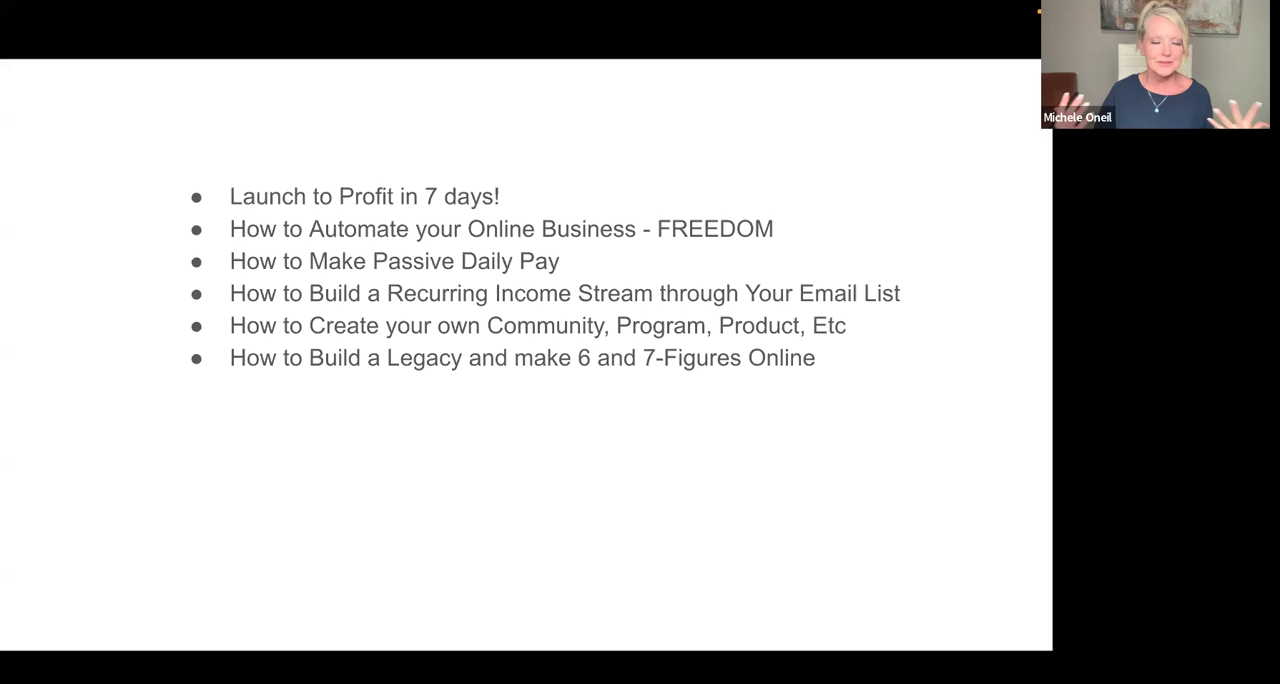 Michele Oneil
● Launch to Profit in 7 days!
● How to Automate your Online Business - FREEDOM
● How to Make Passive Daily Pay
● How to Build a Recurring Income Stream through Your Email List
● How to Create your own Community, Program, Product, Etc
● How to Build a Legacy and make 6 and 7-Figures Online